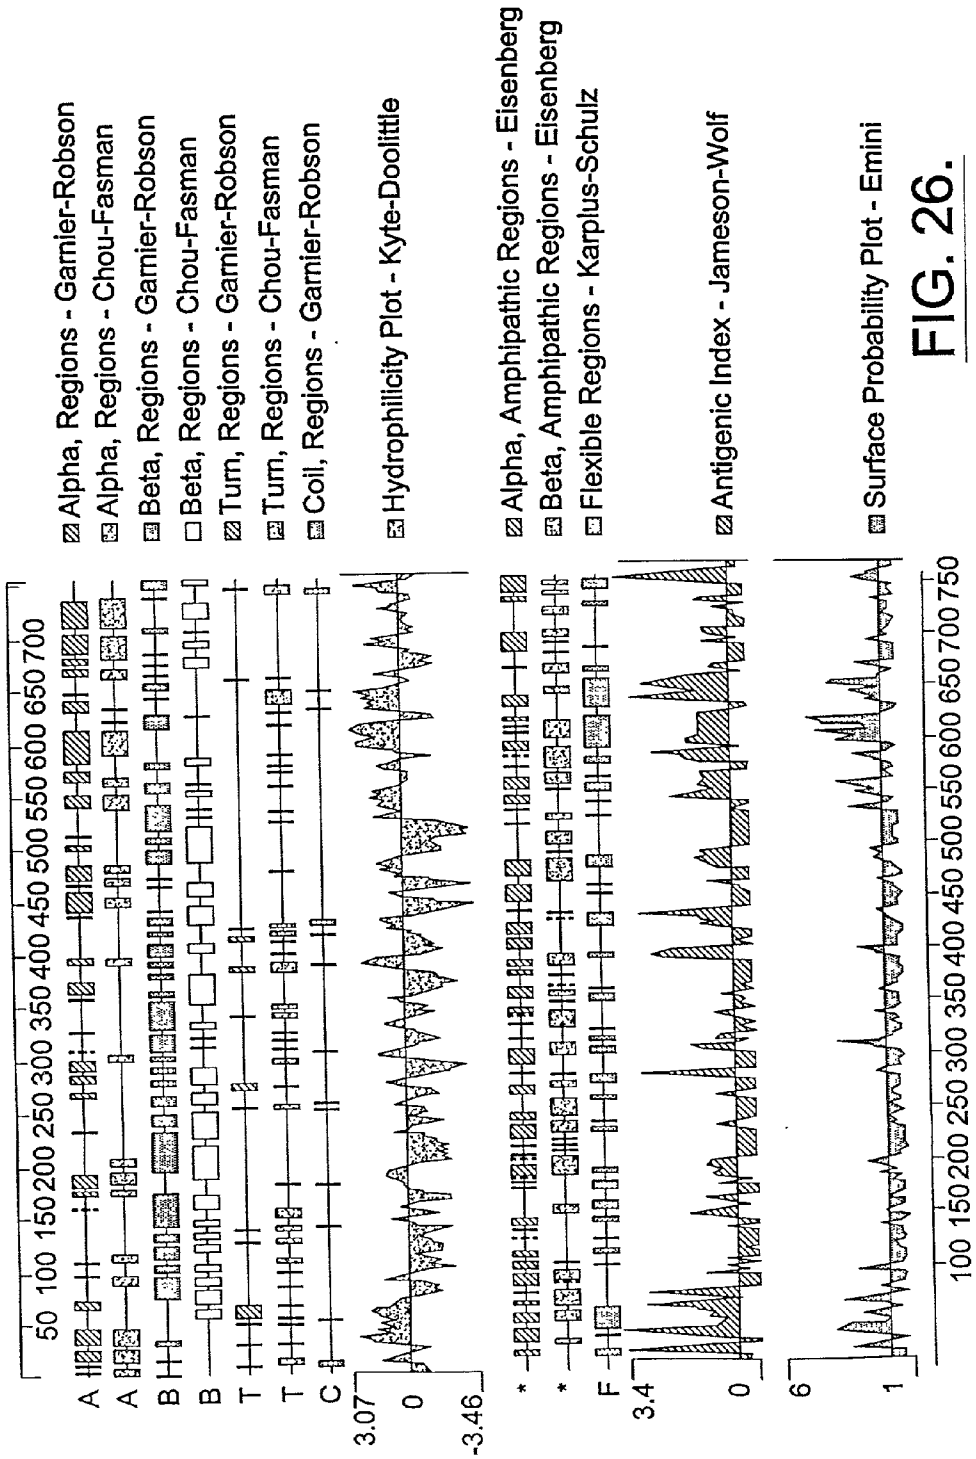 50 100 150 200 250 300 350 400 450 500 550 600 650 700
A Alpha, Regions - Garnier-Robson
A Alpha, Regions - Chou-Fasman
B Beta, Regions - Garnier-Robson
B Beta, Regions - Chou-Fasman
T Turn, Regions - Garnier-Robson
T Turn, Regions - Chou-Fasman
C Coil, Regions - Garnier-Robson
3.07
0 Hydrophilicity Plot - Kyte-Doolittle
-3.46
* Alpha, Amphipathic Regions - Eisenberg
* Beta, Amphipathic Regions - Eisenberg
F Flexible Regions - Karplus-Schulz
3.4
Antigenic Index - Jameson-Wolf
0
6
Surface Probability Plot - Emini
1
100 150 200 250 300 350 400 450 500 550 600 650 700 750
FIG. 26.